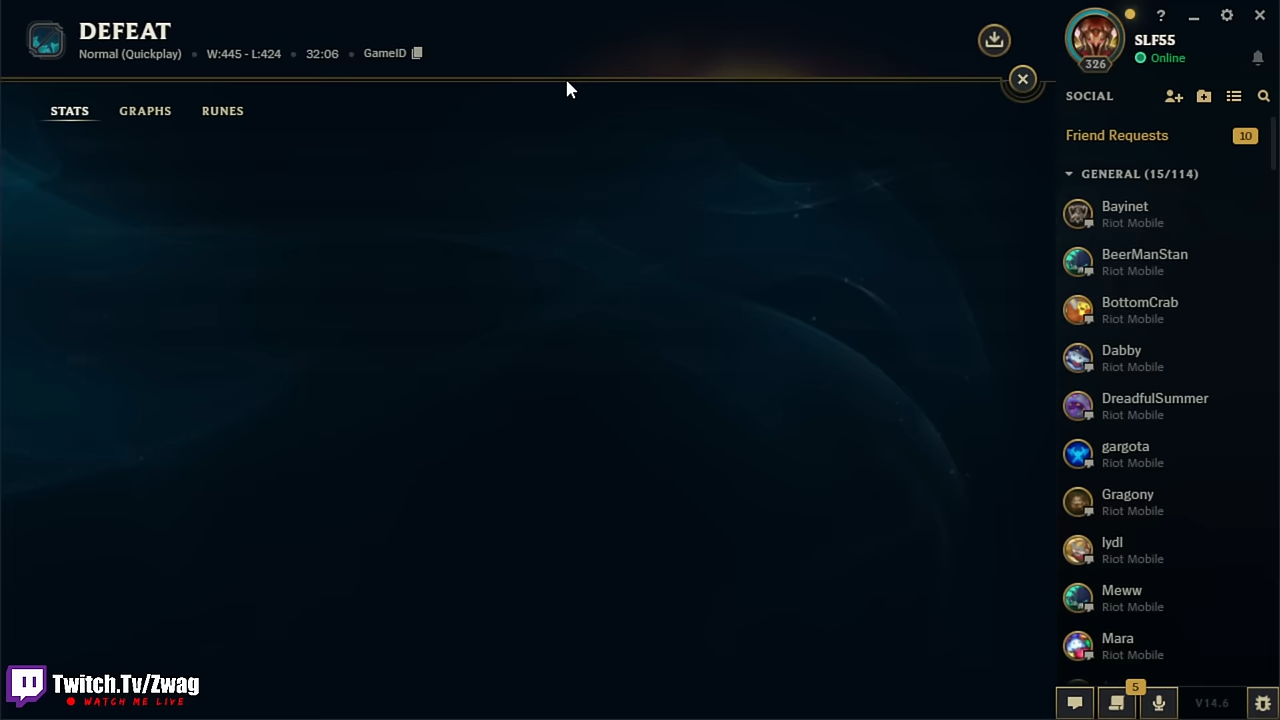 DEFEAT
Normal (Quickplay) • W:445 - L:424 • 32:06 • GameID
STATS GRAPHS RUNES
326
SLF55
Online
SOCIAL
Friend Requests 10
GENERAL (15/114)
Bayinet
Riot Mobile
BeerManStan
Riot Mobile
BottomCrab
Riot Mobile
Dabby
Riot Mobile
DreadfulSummer
Riot Mobile
gargota
Riot Mobile
Gragony
Riot Mobile
Meww
Riot Mobile
Mara
Riot Mobile
5
V14.6
Twitch.Tv/Zwag
WATCH ME LIVE